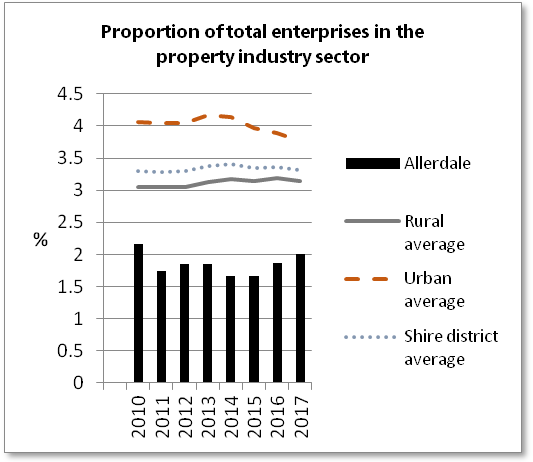 Proportion of total enterprises in the
property industry sector
4.5
4
3.5
3
2.5
2
1.5
1
0.5
0
%
2010
2011
2012
2013
2014
2015
2016
2017
Allerdale
Rural
average
Urban
average
Shire district
average